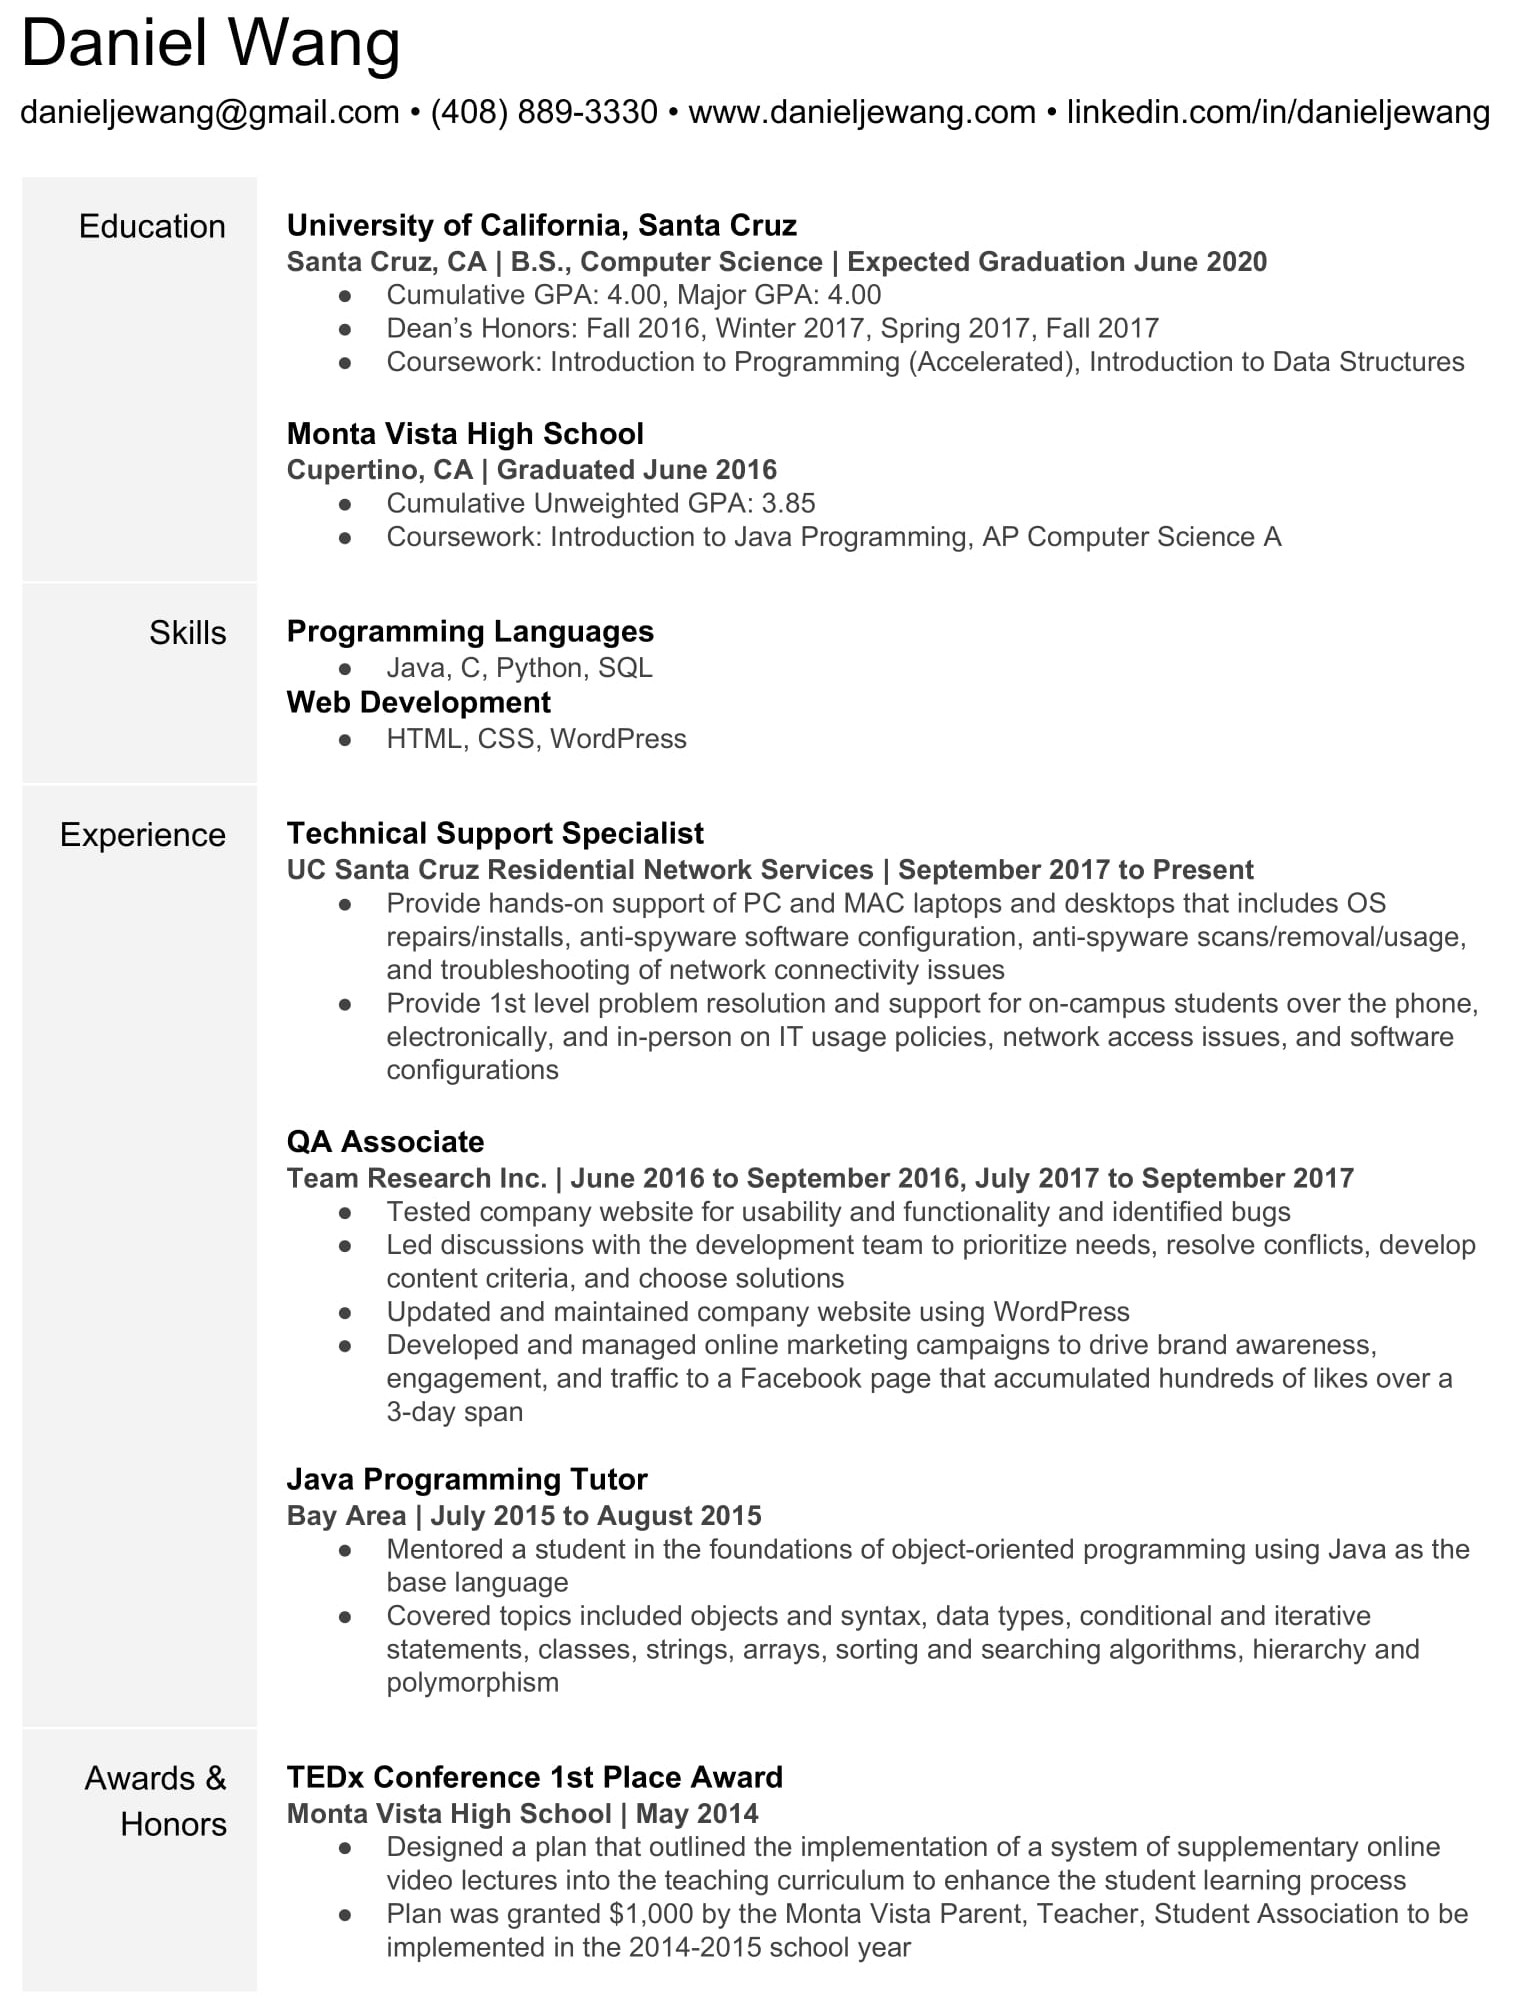 Daniel Wang
danieljewang@gmail.com • (408) 889-3330 • www.danieljewang.com • linkedin.com/in/danieljewang
Education
University of California, Santa Cruz
Santa Cruz, CA | B.S., Computer Science | Expected Graduation June 2020
● Cumulative GPA: 4.00, Major GPA: 4.00
● Dean’s Honors: Fall 2016, Winter 2017, Spring 2017, Fall 2017
● Coursework: Introduction to Programming (Accelerated), Introduction to Data Structures
Monta Vista High School
Cupertino, CA | Graduated June 2016
● Cumulative Unweighted GPA: 3.85
● Coursework: Introduction to Java Programming, AP Computer Science A
Skills
Programming Languages
● Java, C, Python, SQL
Web Development
● HTML, CSS, WordPress
Experience
Technical Support Specialist
UC Santa Cruz Residential Network Services | September 2017 to Present
● Provide hands-on support of PC and MAC laptops and desktops that includes OS
repairs/installs, anti-spyware software configuration, anti-spyware scans/removal/usage,
and troubleshooting of network connectivity issues
● Provide 1st level problem resolution and support for on-campus students over the phone,
electronically, and in-person on IT usage policies, network access issues, and software
configurations
QA Associate
Team Research Inc. | June 2016 to September 2016, July 2017 to September 2017
● Tested company website for usability and functionality and identified bugs
● Led discussions with the development team to prioritize needs, resolve conflicts, develop
content criteria, and choose solutions
● Updated and maintained company website using WordPress
● Developed and managed online marketing campaigns to drive brand awareness,
engagement, and traffic to a Facebook page that accumulated hundreds of likes over a
3-day span
Java Programming Tutor
Bay Area | July 2015 to August 2015
● Mentored a student in the foundations of object-oriented programming using Java as the
base language
● Covered topics included objects and syntax, data types, conditional and iterative
statements, classes, strings, arrays, sorting and searching algorithms, hierarchy and
polymorphism
Awards &
Honors
TEDx Conference 1st Place Award
Monta Vista High School | May 2014
● Designed a plan that outlined the implementation of a system of supplementary online
video lectures into the teaching curriculum to enhance the student learning process
● Plan was granted $1,000 by the Monta Vista Parent, Teacher, Student Association to be
implemented in the 2014-2015 school year